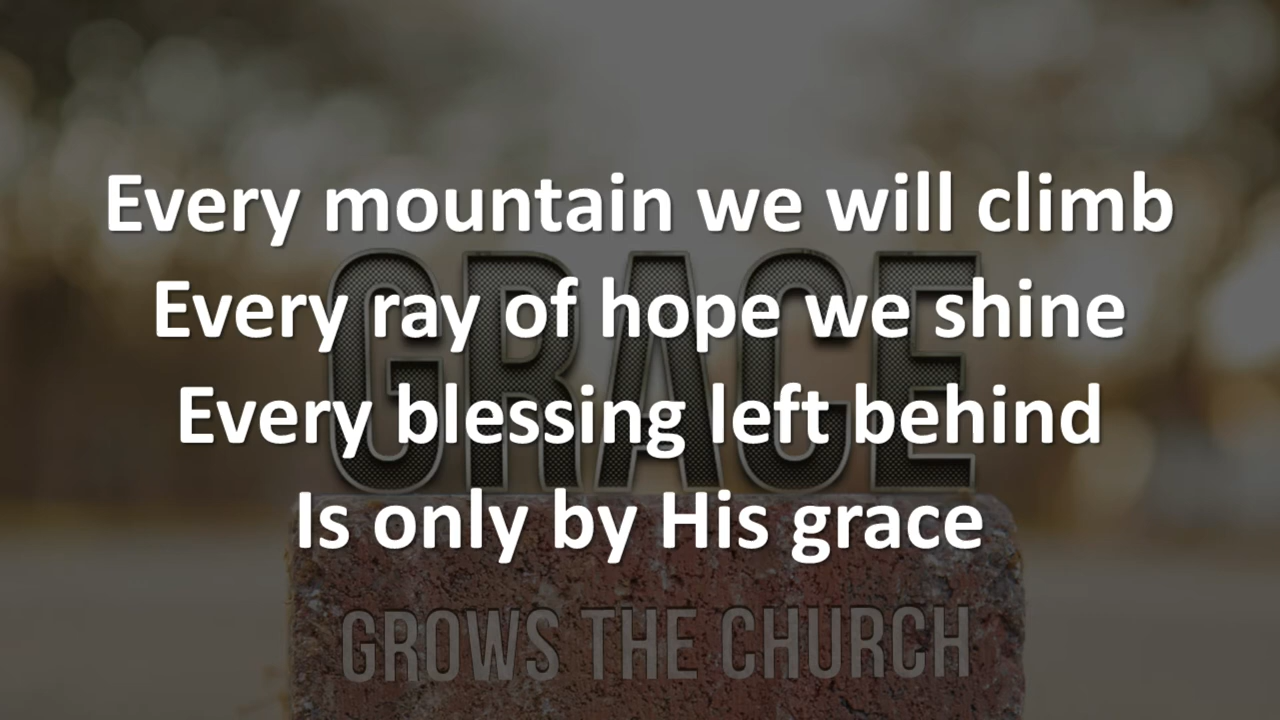 Every mountain we will climb
GRACE
Every ray of hope we shine
Every blessing left behind
Is only by His grace
GROWS THE CHURCH